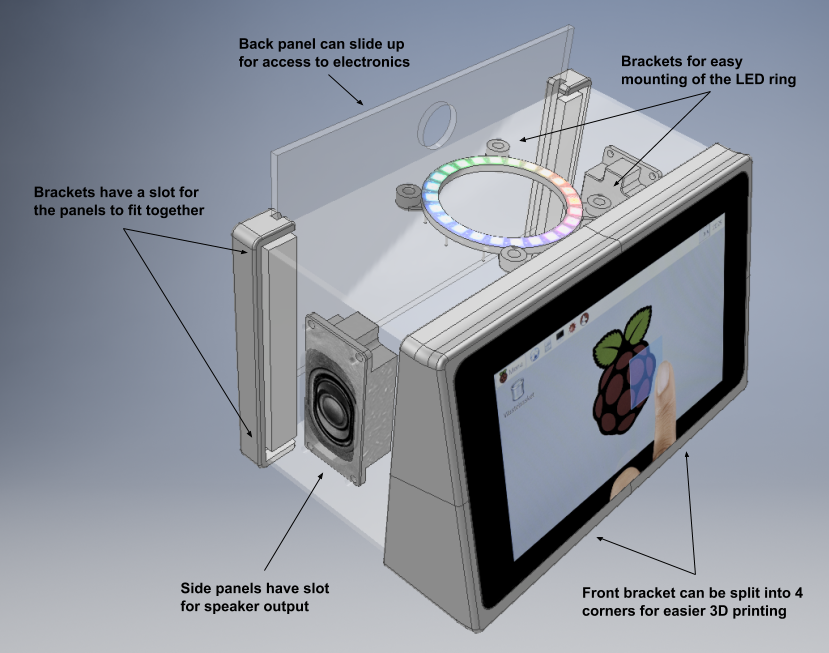 Back panel can slide up
for access to electronics
Brackets for easy
mounting of the LED ring
Brackets have a slot for
the panels to fit together
Menu
Side panels have slot
for speaker output
Front bracket can be split into 4
corners for easier 3D printing